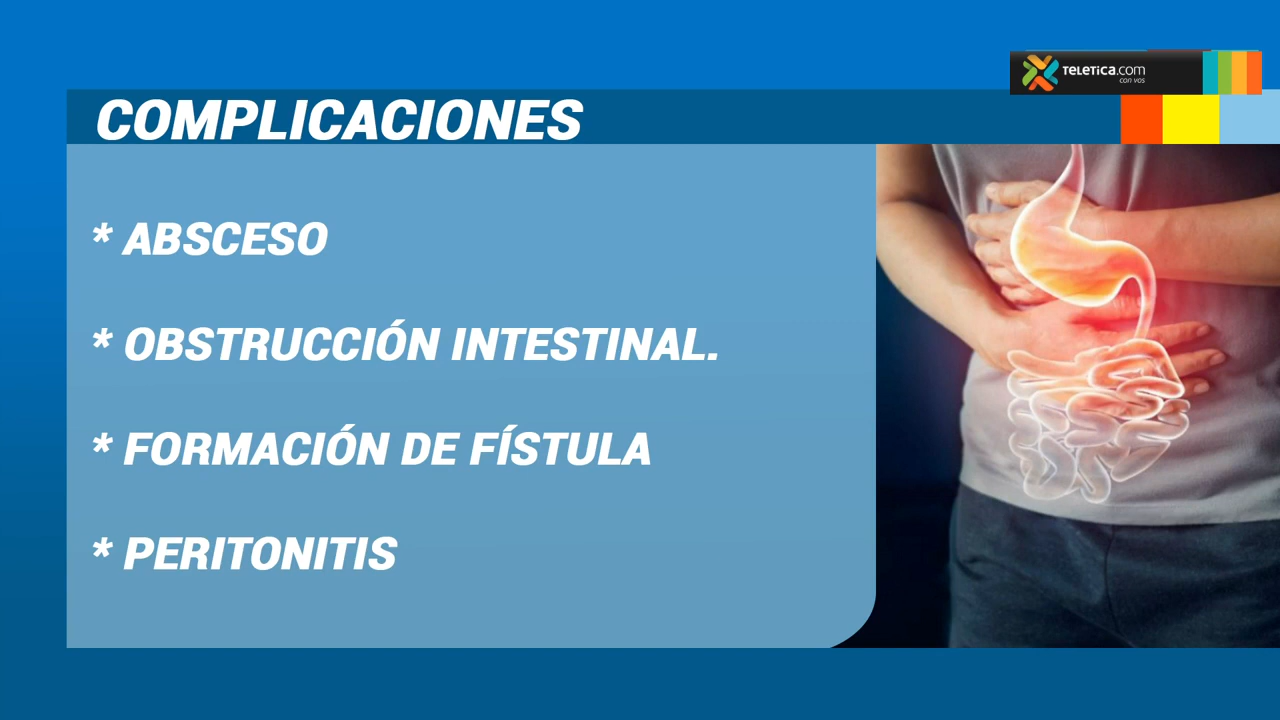 TELETICA.COM
con vos
COMPLICACIONES
* ABSCESO
* OBSTRUCCIÓN INTESTINAL.
* FORMACIÓN DE FÍSTULA
* PERITONITIS